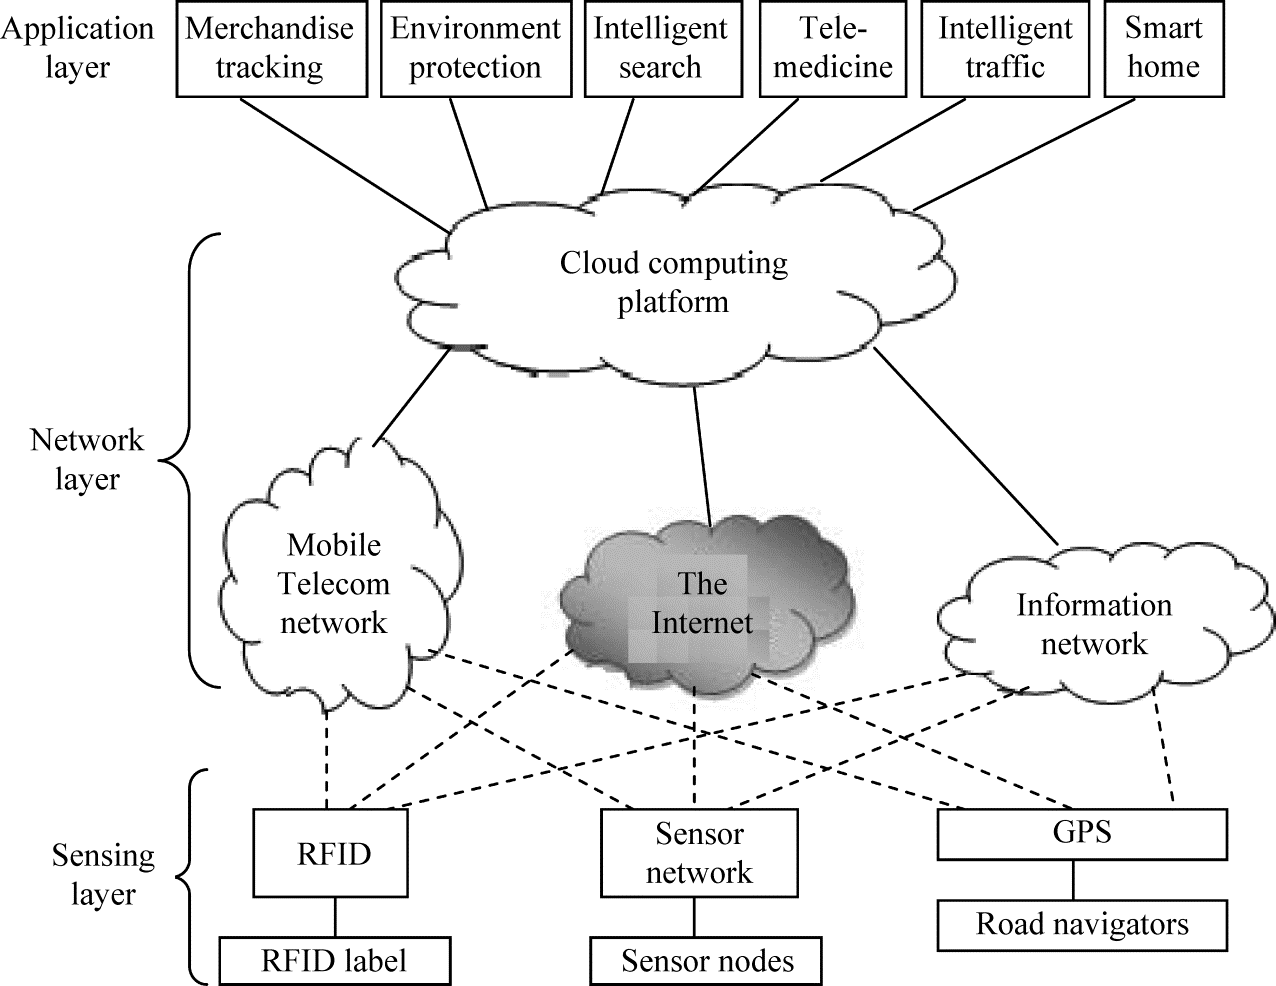 Application
layer
Merchandise
tracking
Environment
protection
Intelligent
search
Tele-
medicine
Intelligent
traffic
Smart
home
Cloud computing
platform
Network
layer
Mobile
Telecom
network
The
Internet
Information
network
Sensing
layer
RFID
Sensor
network
GPS
Road navigators
RFID label
Sensor nodes